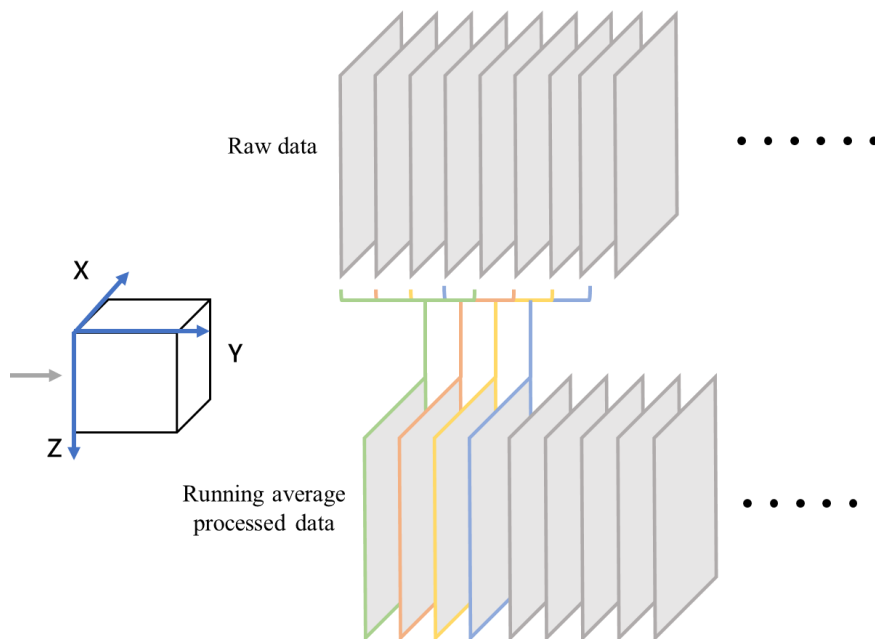 Raw data
X
Y
Z
Running average
processed data